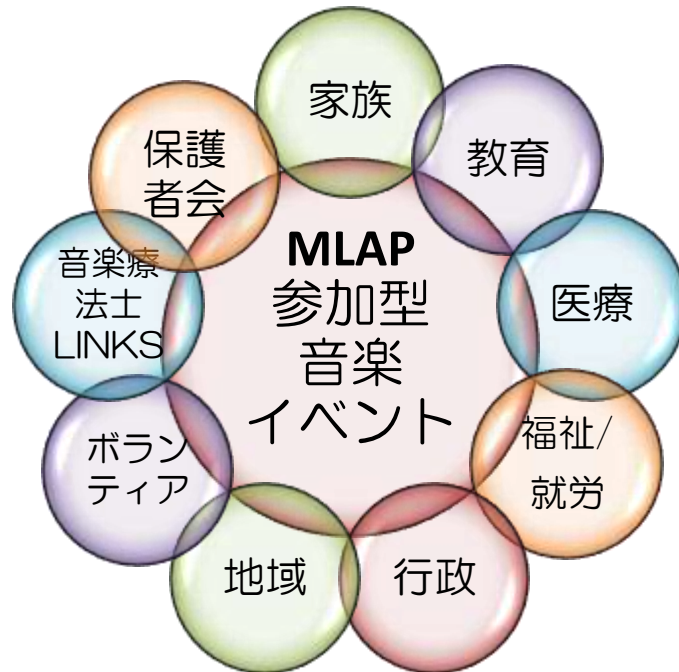 家族
教育
医療
福祉/
就労
行政
地域
ボラン
ティア
音楽療
法士
LINKS
保護
者会
MLAP
参加型
音楽
イベント